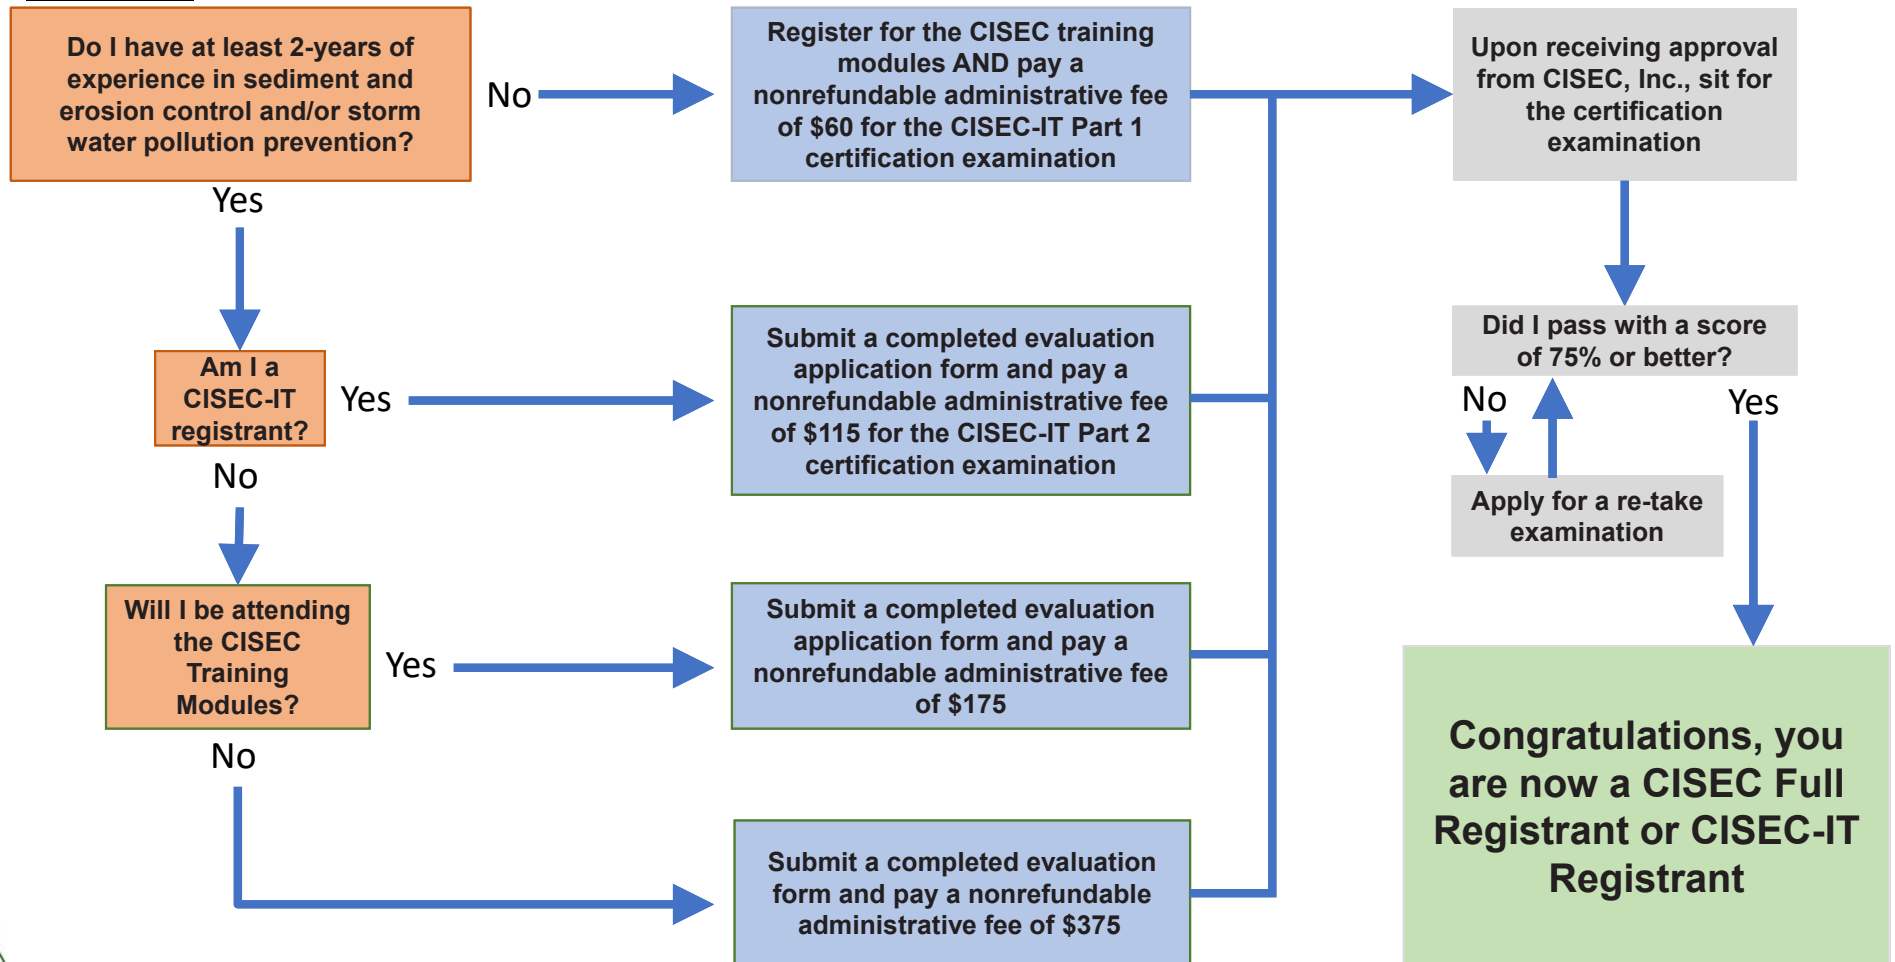 Do I have at least 2-years of
experience in sediment and
erosion control and/or storm
water pollution prevention?
No
Register for the CISEC training
modules AND pay a
nonrefundable administrative fee
of $60 for the CISEC-IT Part 1
certification examination
Upon receiving approval
from CISEC, Inc., sit for
the certification
examination
Yes
Am I a
CISEC-IT
registrant?
Yes
Submit a completed evaluation
application form and pay a
nonrefundable administrative fee
of $115 for the CISEC-IT Part 2
certification examination
Did I pass with a score
of 75% or better?
No
Yes
Apply for a re-take
examination
No
Will I be attending
the CISEC
Training
Modules?
Yes
Submit a completed evaluation
application form and pay a
nonrefundable administrative fee
of $175
No
Submit a completed evaluation
form and pay a nonrefundable
administrative fee of $375
Congratulations, you
are now a CISEC Full
Registrant or CISEC-IT
Registrant